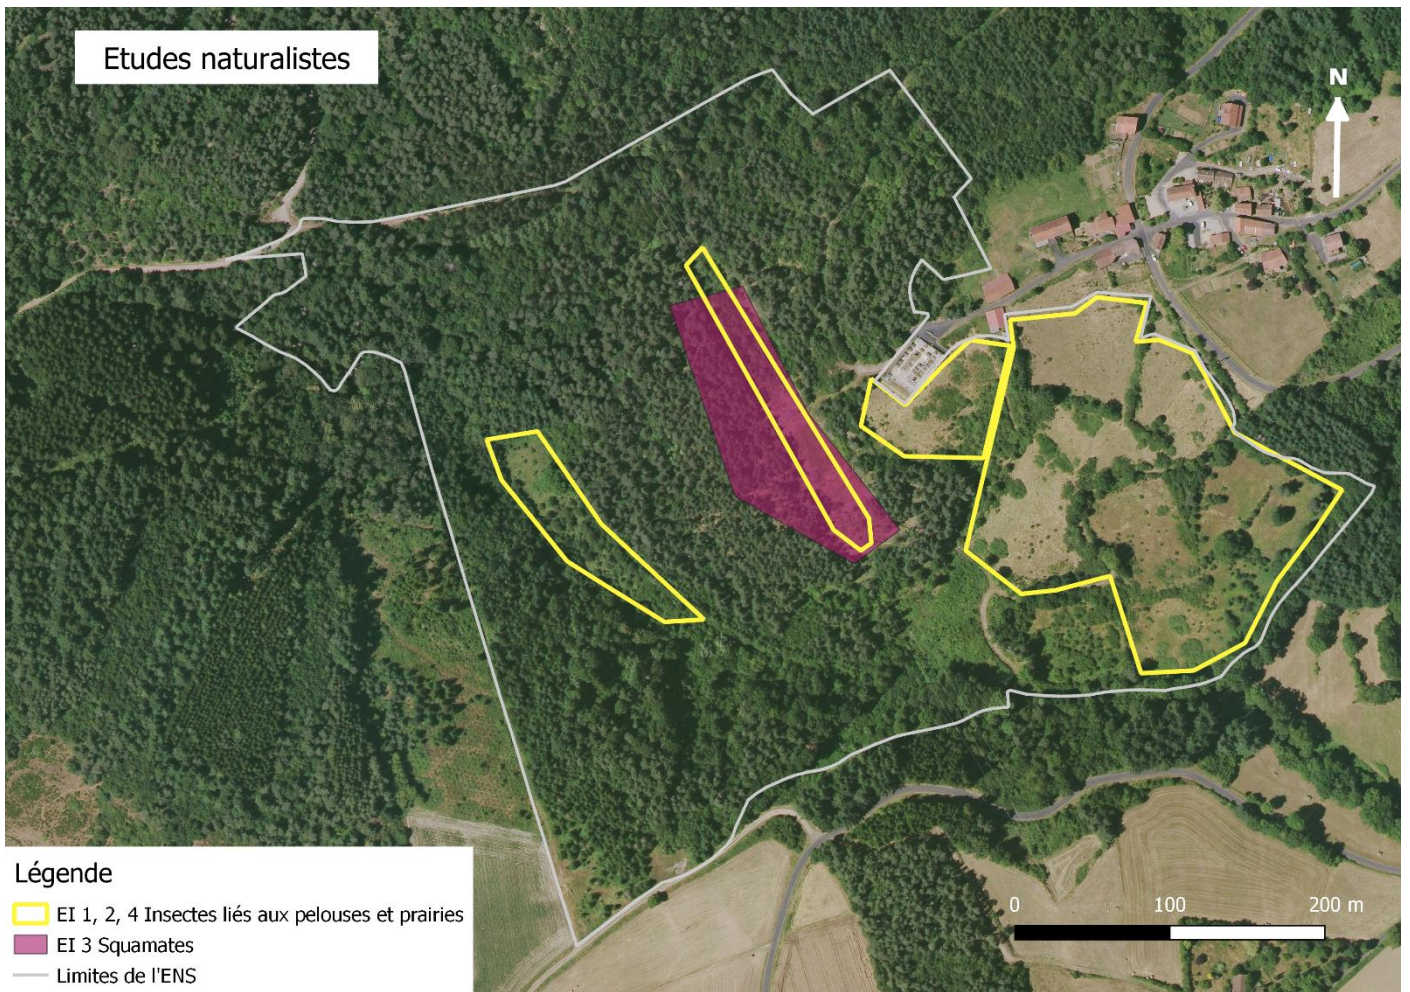 Etudes naturalistes
N
Légende
EI 1, 2, 4 Insectes liés aux pelouses et prairies
EI 3 Squamates
Limites de l'ENS
0 100 200 m